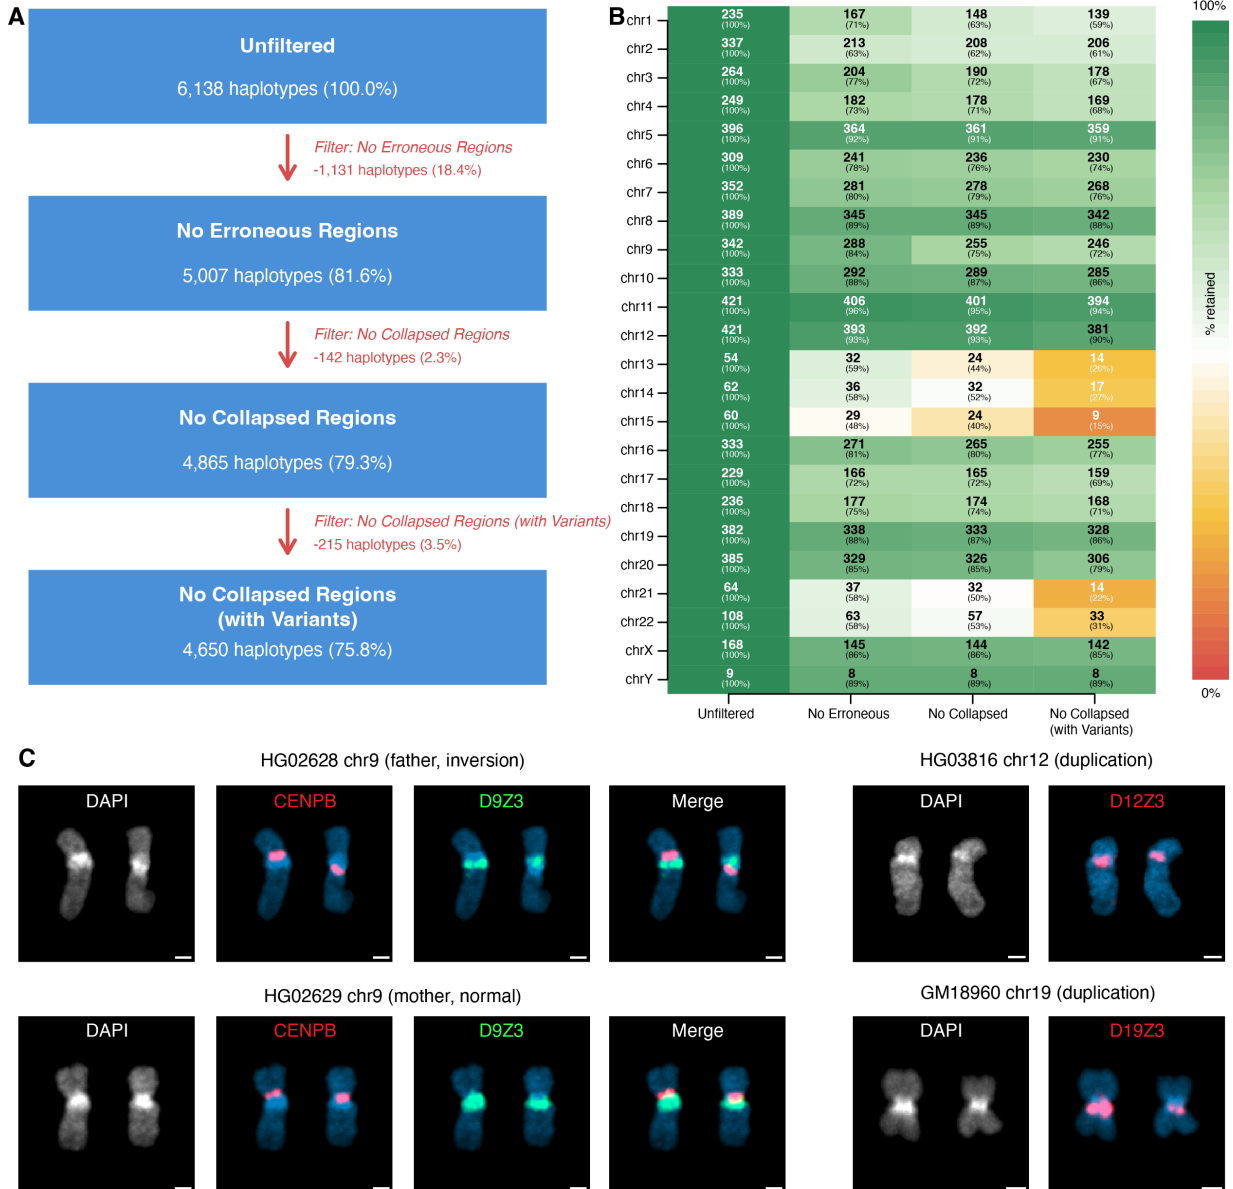 A
Unfiltered
6,138 haplotypes (100.0%)
Filter: No Erroneous Regions
-1,131 haplotypes (18.4%)
No Erroneous Regions
5,007 haplotypes (81.6%)
Filter: No Collapsed Regions
-142 haplotypes (2.3%)
No Collapsed Regions
4,865 haplotypes (79.3%)
Filter: No Collapsed Regions (with Variants)
-215 haplotypes (3.5%)
No Collapsed Regions
(with Variants)
4,650 haplotypes (75.8%)
B
chr1 235 (100%) 167 (71%) 148 (63%) 139 (59%)
chr2 337 (100%) 213 (63%) 208 (62%) 206 (61%)
chr3 264 (100%) 204 (77%) 190 (72%) 178 (67%)
chr4 249 (100%) 182 (73%) 178 (71%) 169 (68%)
chr5 396 (100%) 364 (92%) 361 (91%) 359 (91%)
chr6 309 (100%) 241 (78%) 236 (76%) 230 (74%)
chr7 352 (100%) 281 (80%) 278 (79%) 268 (76%)
chr8 389 (100%) 345 (89%) 345 (89%) 342 (88%)
chr9 342 (100%) 288 (84%) 255 (75%) 246 (72%)
chr10 333 (100%) 292 (88%) 289 (87%) 285 (86%)
chr11 421 (100%) 406 (96%) 401 (95%) 394 (94%)
chr12 421 (100%) 393 (93%) 392 (93%) 381 (90%)
chr13 54 (100%) 32 (59%) 24 (44%) 14 (26%)
chr14 62 (100%) 36 (58%) 32 (52%) 17 (27%)
chr15 60 (100%) 29 (48%) 24 (40%) 9 (15%)
chr16 333 (100%) 271 (81%) 265 (80%) 255 (77%)
chr17 229 (100%) 166 (72%) 165 (72%) 159 (69%)
chr18 236 (100%) 177 (75%) 174 (74%) 168 (71%)
chr19 382 (100%) 338 (88%) 333 (87%) 328 (86%)
chr20 385 (100%) 329 (85%) 326 (85%) 306 (79%)
chr21 64 (100%) 37 (58%) 32 (50%) 14 (22%)
chr22 108 (100%) 63 (58%) 57 (53%) 33 (31%)
chrX 168 (100%) 145 (86%) 144 (86%) 142 (85%)
chrY 9 (100%) 8 (89%) 8 (89%) 8 (89%)
Unfiltered No Erroneous No Collapsed No Collapsed
(with Variants)
100%
% retained
0%
C
HG02628 chr9 (father, inversion)
DAPI CENPB D9Z3 Merge
HG03816 chr12 (duplication)
DAPI D12Z3
HG02629 chr9 (mother, normal)
DAPI CENPB D9Z3 Merge
GM18960 chr19 (duplication)
DAPI D19Z3